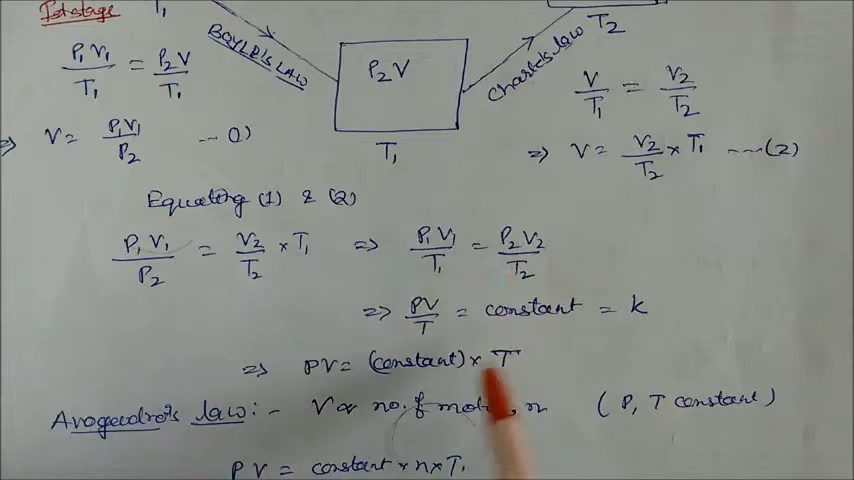 Ist stage T₁
BOYLE'S LAW
Charle's law T₂
P₁V₁/T₁ = P₂V/T₁
P₂V
V/T₁ = V₂/T₂
⇒ V = P₁V₁/P₂ ---(1)
T₁
⇒ V = V₂/T₂ × T₁ ----(2)
Equating (1) & (2)
P₁V₁/P₂ = V₂/T₂ × T₁ ⇒ P₁V₁/T₁ = P₂V₂/T₂
⇒ PV/T = constant = k
⇒ PV = (constant) × T
Avogadro's law:- V ∝ no. of moles, n (P, T constant)
PV = constant × n × T.